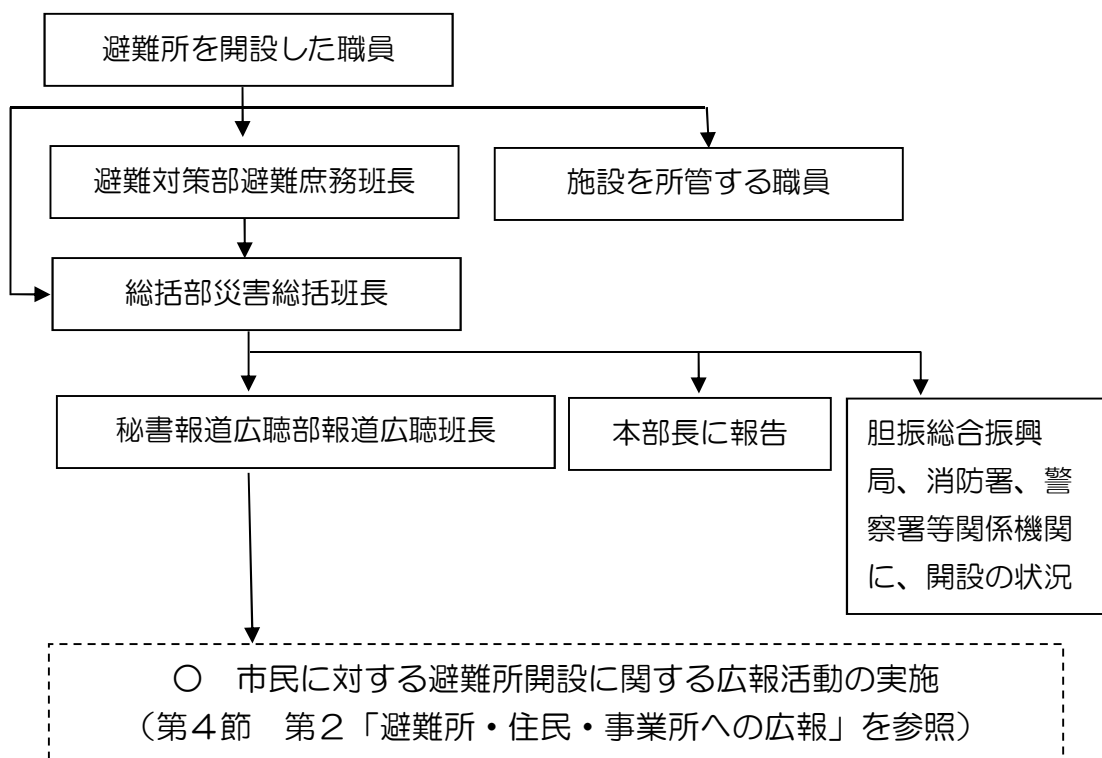 避難所を開設した職員
避難対策部避難庶務班長
施設を所管する職員
総括部災害総括班長
秘書報道広聴部報道広聴班長
本部長に報告
胆振総合振興
局、消防署、警
察署等関係機関
に、開設の状況
○　市民に対する避難所開設に関する広報活動の実施
（第４節　第２「避難所・住民・事業所への広報」を参照）